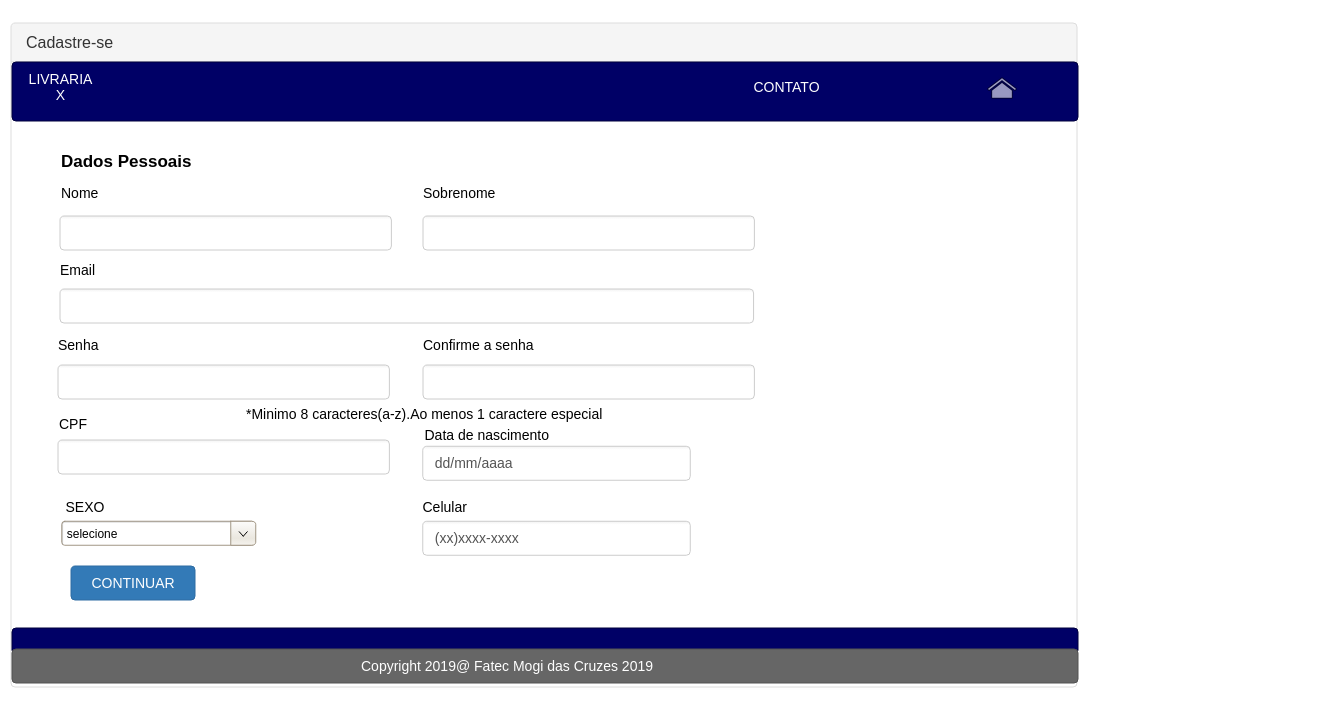 Cadastre-se
LIVRARIA
X
CONTATO
Dados Pessoais
Nome
Sobrenome
Email
Senha
Confirme a senha
*Minimo 8 caracteres(a-z).Ao menos 1 caractere especial
CPF
Data de nascimento
dd/mm/aaaa
SEXO
Celular
selecione
(xx)xxxx-xxxx
CONTINUAR
Copyright 2019@ Fatec Mogi das Cruzes 2019